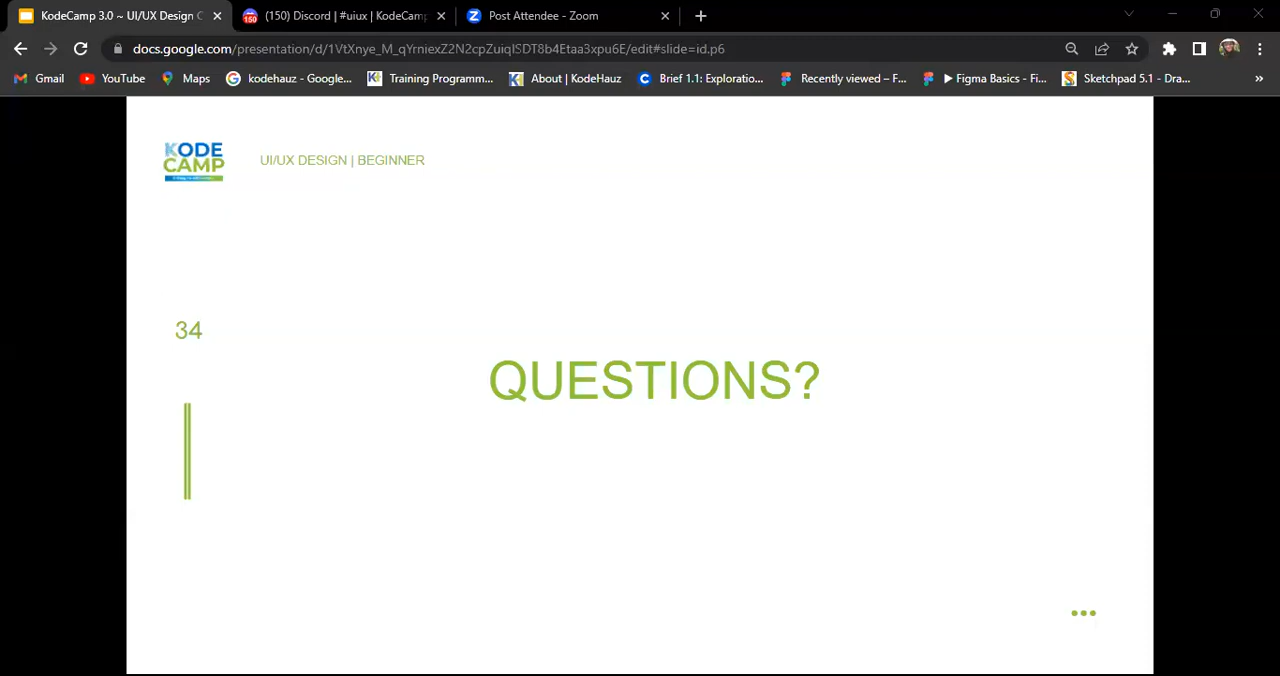 KodeCamp 3.0 ~ UI/UX Design C
(150) Discord | #uiux | KodeCamp
Post Attendee - Zoom
docs.google.com/presentation/d/1VtXnye_M_qYrniexZ2N2cpZuiqISDT8b4Etaa3xpu6E/edit#slide=id.p6
Gmail
YouTube
Maps
kodehauz - Google...
Training Programm...
About | KodeHauz
Brief 1.1: Exploratio...
Recently viewed – F...
▶ Figma Basics - Fi...
Sketchpad 5.1 - Dra...
KODE
CAMP
UI/UX DESIGN | BEGINNER
34
QUESTIONS?